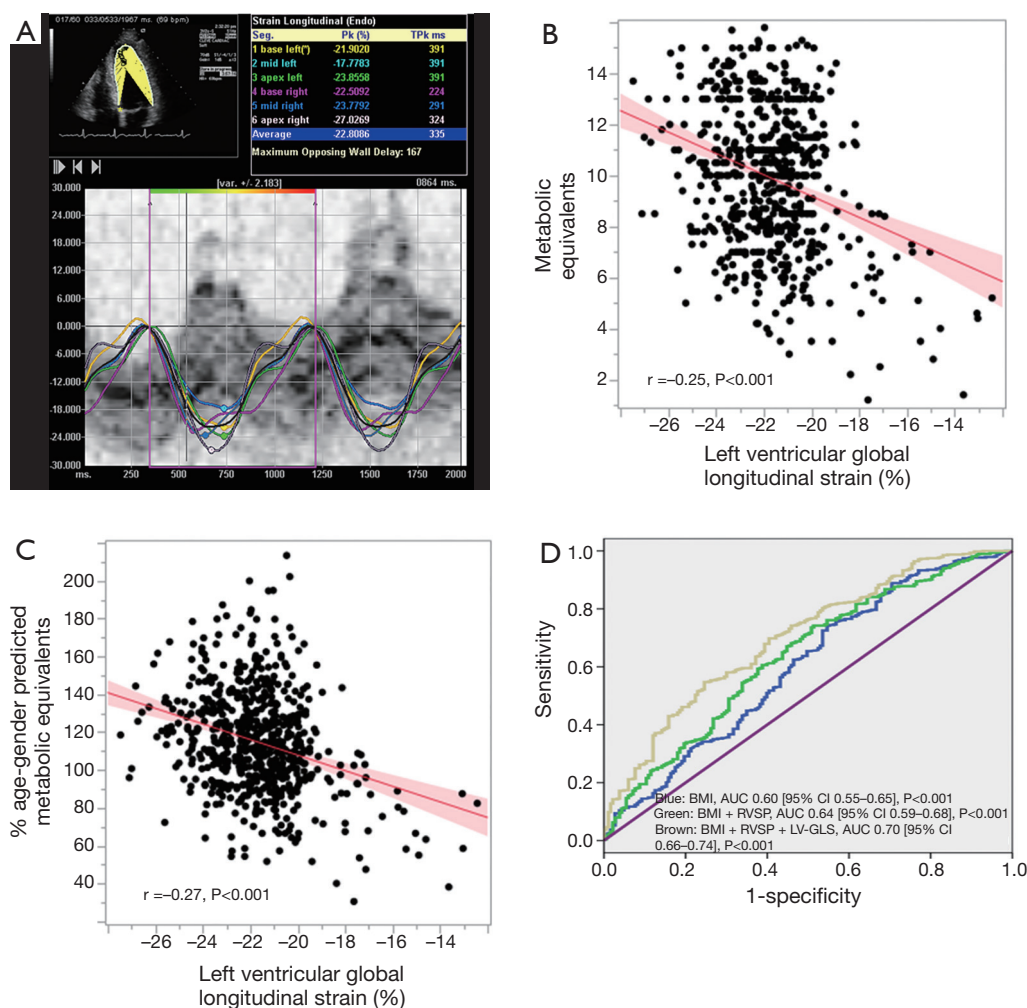 A
017/60 033/0533/1967 ms. (69 bpm)
Strain Longitudinal (Endo)
Seg. Pk (%) TPk ms
1 base left(*) -21.9020 391
2 mid left -17.7783 391
3 apex left -23.8558 391
4 base right -22.5092 224
5 mid right -23.7792 291
6 apex right -27.0269 324
Average -22.8086 335
Maximum Opposing Wall Delay: 167
[var. +/- 2.183] 0864 ms.
30.000
24.000
18.000
12.000
6.000
0.000
-6.000
-12.000
-18.000
-24.000
-30.000
ms. 250 500 750 1000 1250 1500 1750 2000
B
Metabolic
equivalents
14
12
10
8
6
4
2
r =–0.25, P<0.001
–26 –24 –22 –20 –18 –16 –14
Left ventricular global
longitudinal strain (%)
C
% age-gender predicted
metabolic equivalents
200
180
160
140
120
100
80
60
40
r =–0.27, P<0.001
–26 –24 –22 –20 –18 –16 –14 –12
Left ventricular global
longitudinal strain (%)
D
Sensitivity
1.0
0.8
0.6
0.4
0.2
0.0
Blue: BMI, AUC 0.60 [95% CI 0.55–0.65], P<0.001
Green: BMI + RVSP, AUC 0.64 [95% CI 0.59–0.68], P<0.001
Brown: BMI + RVSP + LV-GLS, AUC 0.70 [95% CI
0.66–0.74], P<0.001
0.0 0.2 0.4 0.6 0.8 1.0
1-specificity